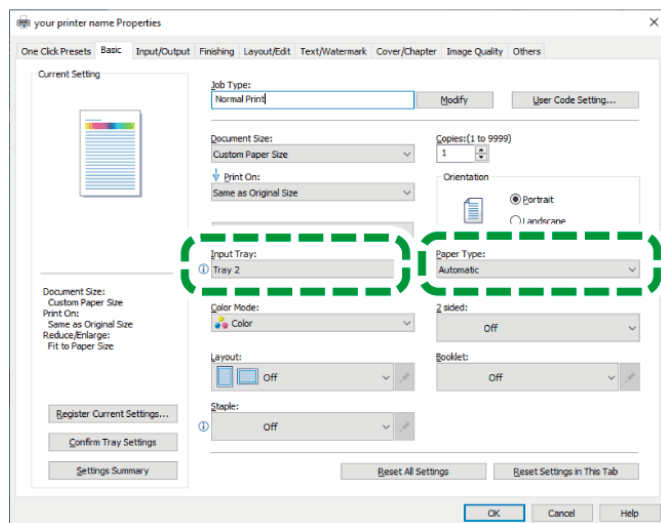 your printer name Properties
One Click Presets Basic Input/Output Finishing Layout/Edit Text/Watermark Cover/Chapter Image Quality Others
Current Setting
Job Type:
Normal Print
Modify
User Code Setting...
Document Size:
Custom Paper Size
Copies:(1 to 9999)
1
Print On:
Same as Original Size
Orientation
Portrait
Landscape
Input Tray:
Tray 2
Paper Type:
Automatic
Document Size:
Custom Paper Size
Print On:
Same as Original Size
Reduce/Enlarge:
Fit to Paper Size
Color Mode:
Color
2 sided:
Off
Layout:
Off
Booklet:
Off
Staple:
Off
Register Current Settings...
Confirm Tray Settings
Settings Summary
Reset All Settings
Reset Settings in This Tab
OK
Cancel
Help